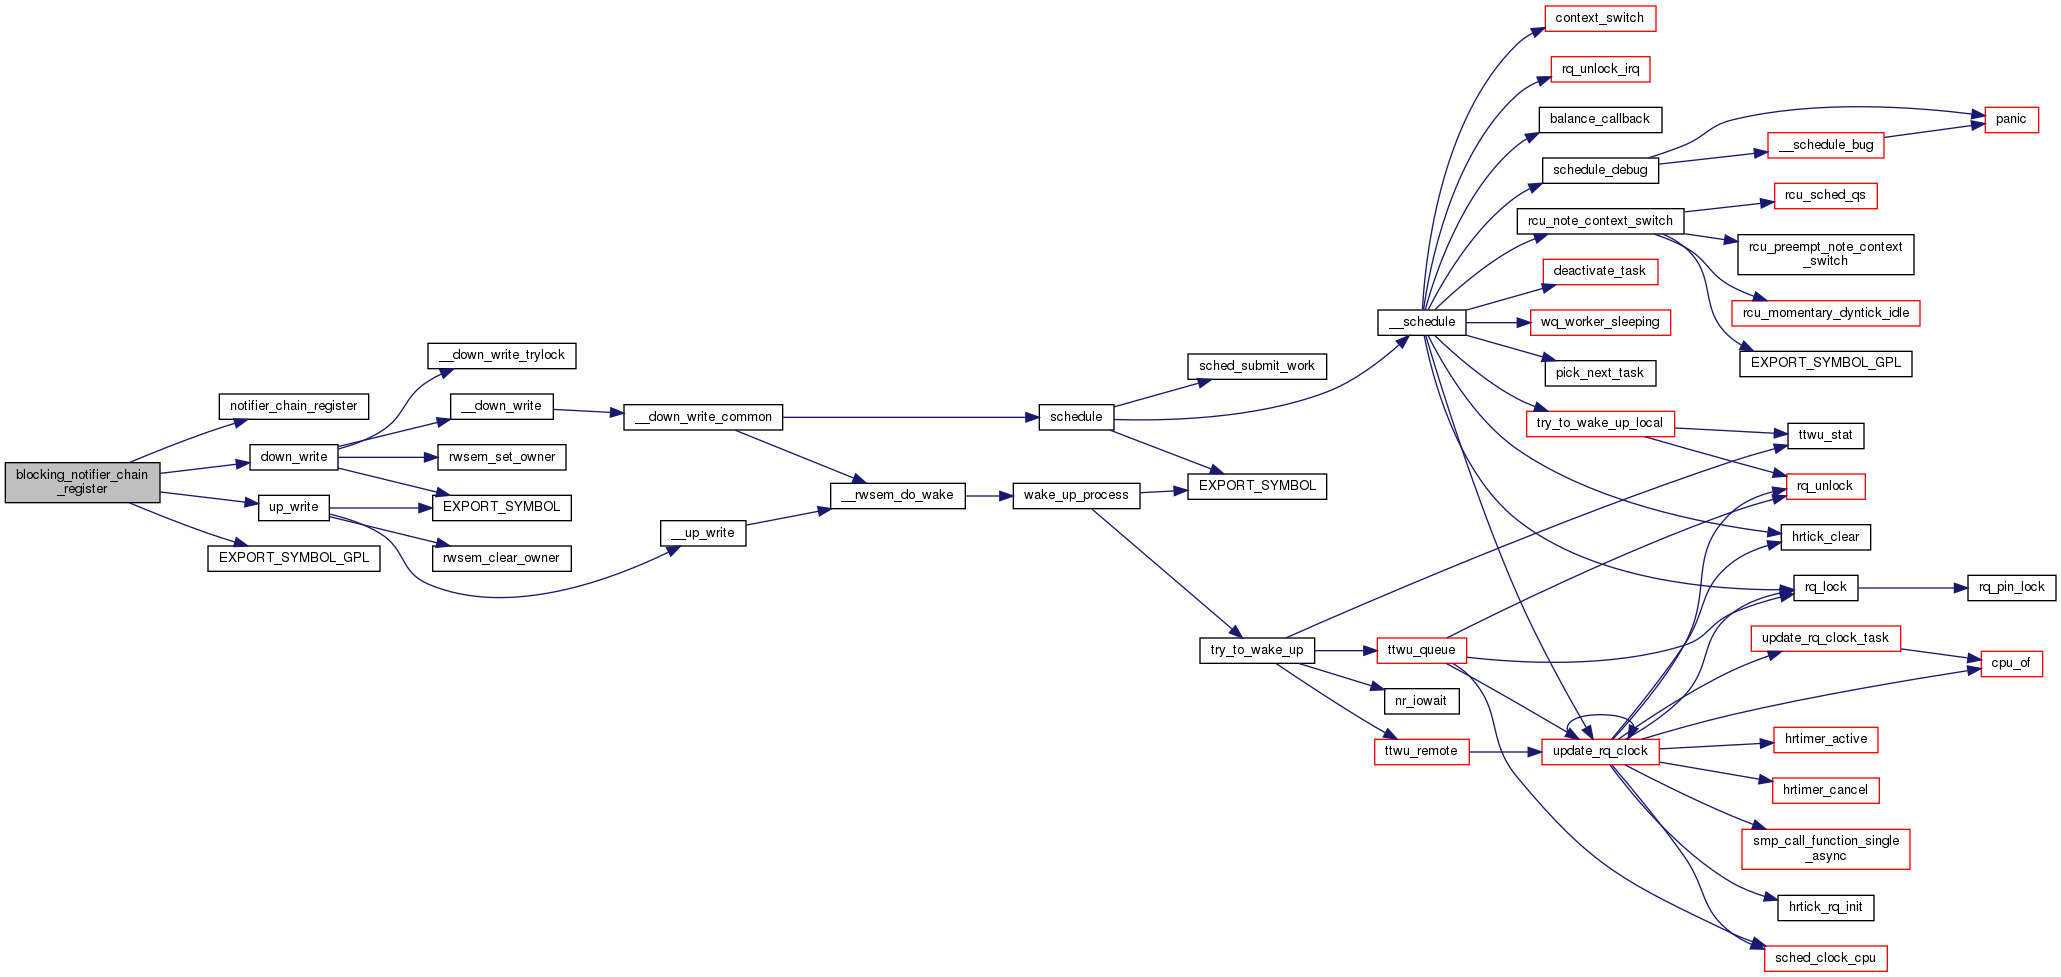 blocking_notifier_chain
_register
notifier_chain_register
down_write
up_write
EXPORT_SYMBOL_GPL
__down_write_trylock
__down_write
rwsem_set_owner
EXPORT_SYMBOL
rwsem_clear_owner
__down_write_common
__up_write
__rwsem_do_wake
schedule
wake_up_process
sched_submit_work
EXPORT_SYMBOL
try_to_wake_up
__schedule
ttwu_queue
nr_iowait
ttwu_remote
context_switch
rq_unlock_irq
balance_callback
schedule_debug
rcu_note_context_switch
deactivate_task
wq_worker_sleeping
pick_next_task
try_to_wake_up_local
update_rq_clock
__schedule_bug
rcu_sched_qs
rcu_preempt_note_context
_switch
rcu_momentary_dyntick_idle
EXPORT_SYMBOL_GPL
ttwu_stat
rq_unlock
hrtick_clear
rq_lock
update_rq_clock_task
hrtimer_active
hrtimer_cancel
smp_call_function_single
_async
hrtick_rq_init
sched_clock_cpu
panic
rq_pin_lock
cpu_of